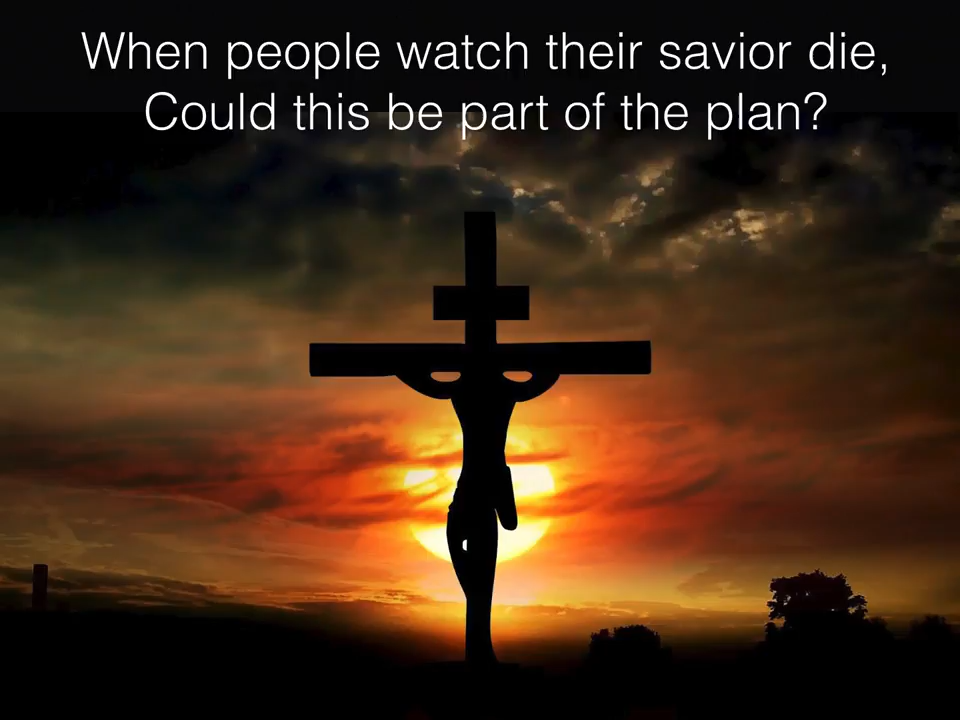 When people watch their savior die,
Could this be part of the plan?